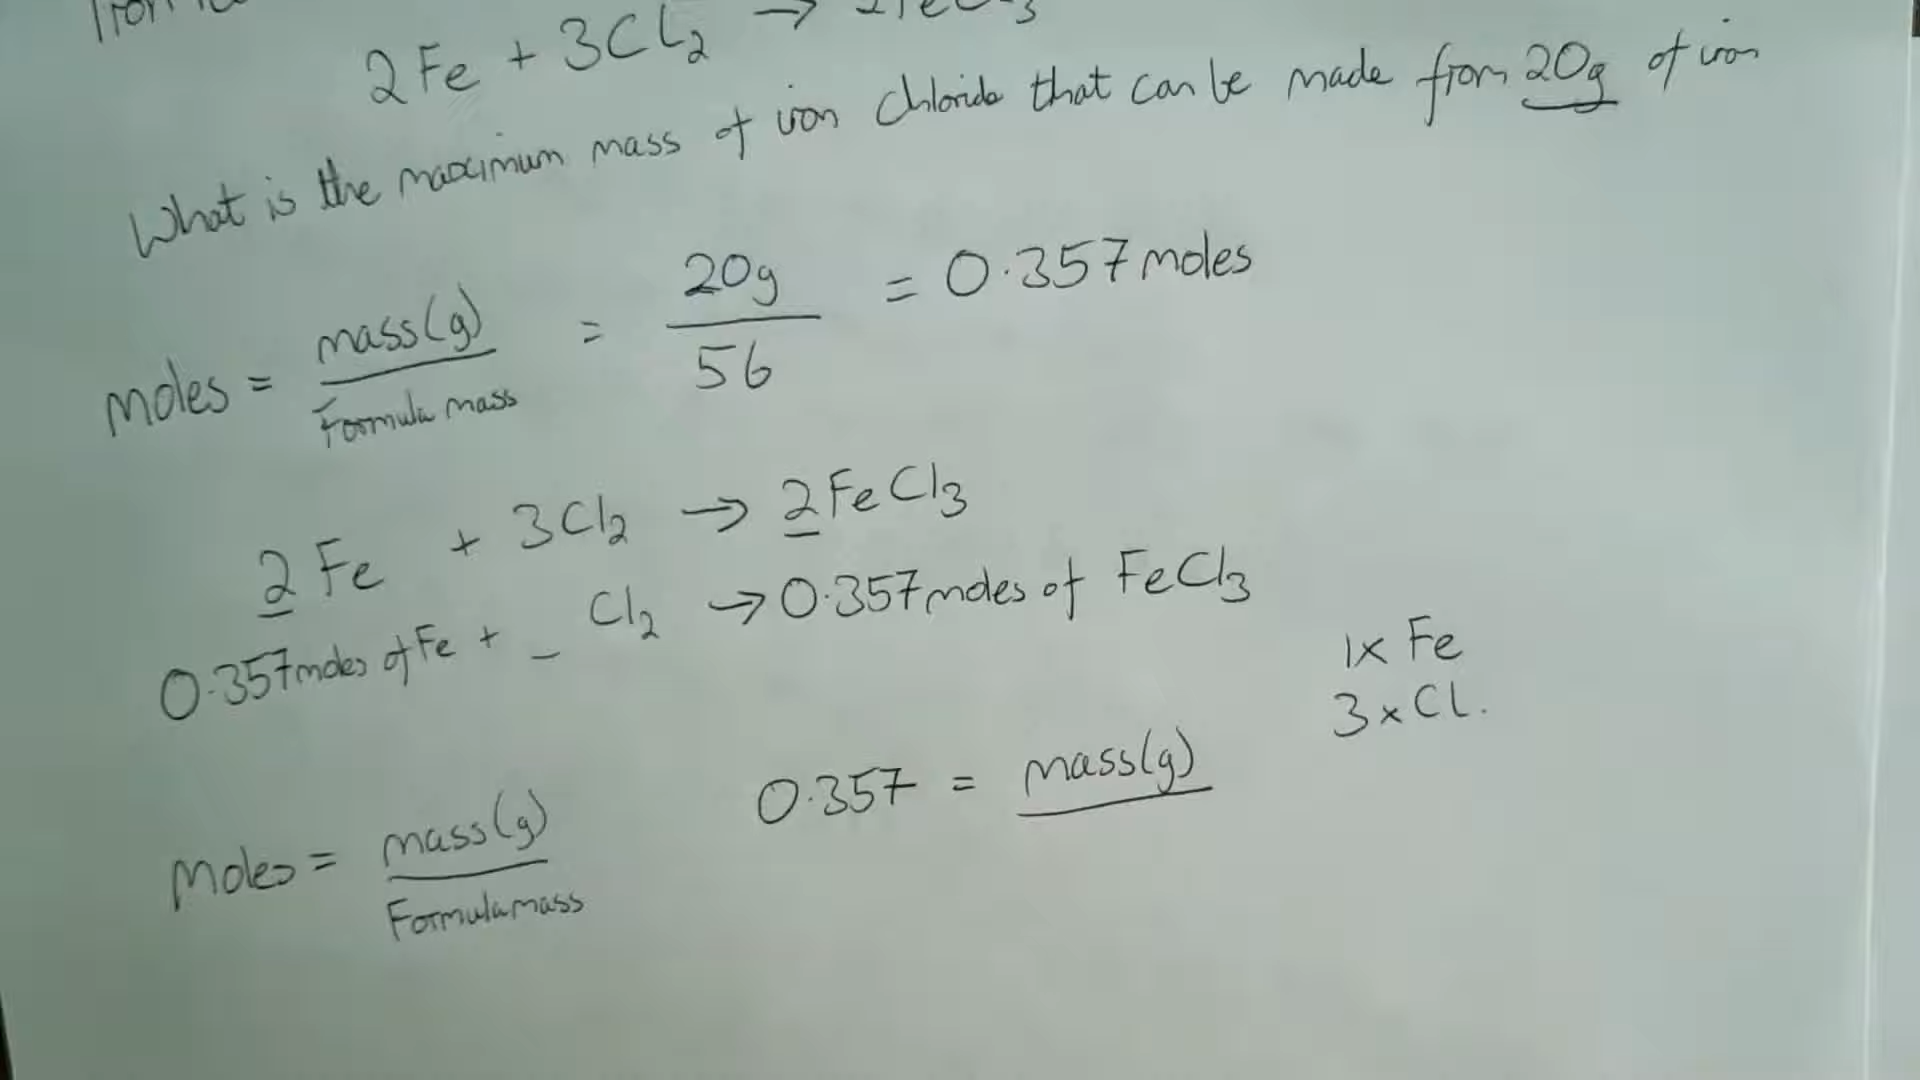 2Fe + 3Cl₂ →
What is the maximum mass of iron chloride that can be made from 20g of iron
moles = mass(g) / Formula mass = 20g / 56 = 0.357 moles
2Fe + 3Cl₂ → 2FeCl₃
0.357 moles of Fe + _ Cl₂ → 0.357 moles of FeCl₃
1x Fe
3x Cl.
Moles = mass(g) / Formula mass
0.357 = mass(g)